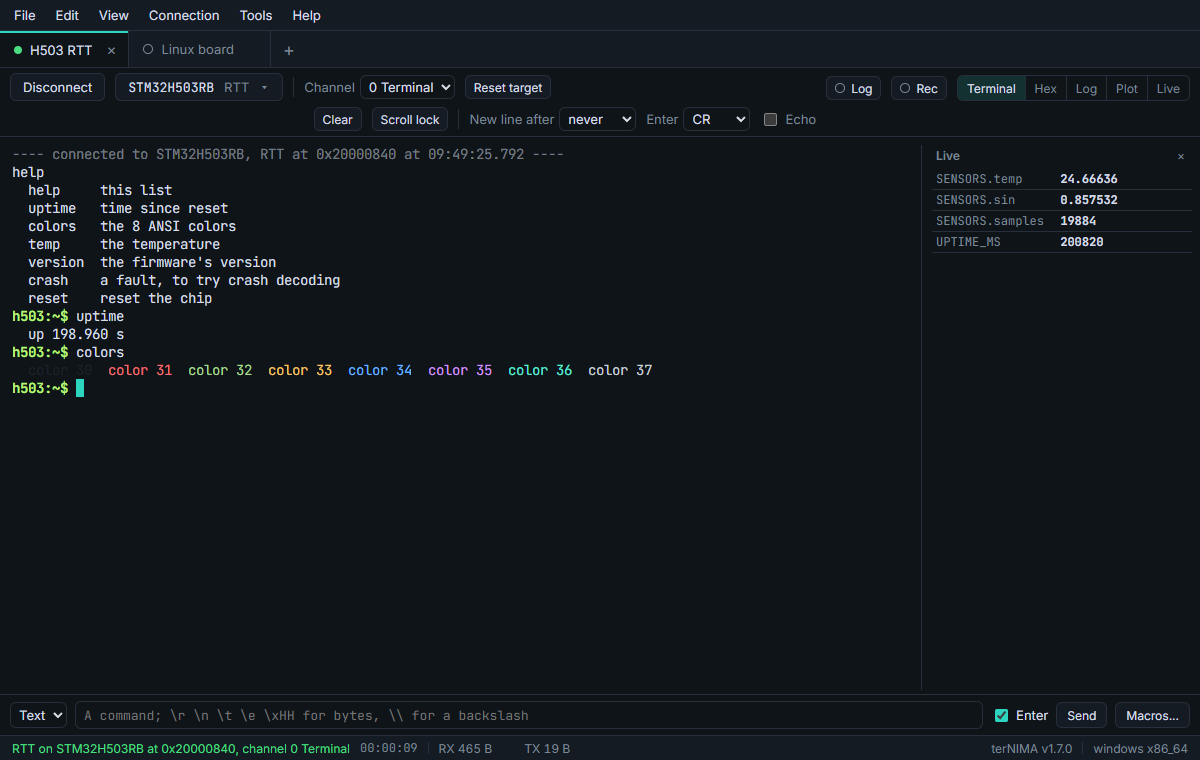 File Edit View Connection Tools Help
H503 RTT × Linux board +
Disconnect STM32H503RB RTT Channel 0 Terminal Reset target Log Rec Terminal Hex Log Plot Live
Clear Scroll lock New line after never Enter CR Echo
---- connected to STM32H503RB, RTT at 0x20000840 at 09:49:25.792 ----
help
help this list
uptime time since reset
colors the 8 ANSI colors
temp the temperature
version the firmware's version
crash a fault, to try crash decoding
reset reset the chip
h503:~$ uptime
up 198.960 s
h503:~$ colors
color 30 color 31 color 32 color 33 color 34 color 35 color 36 color 37
h503:~$
Live ×
SENSORS.temp 24.66636
SENSORS.sin 0.857532
SENSORS.samples 19884
UPTIME_MS 200820
Text A command; \r \n \t \e \xHH for bytes, \\ for a backslash Enter Send Macros...
RTT on STM32H503RB at 0x20000840, channel 0 Terminal 00:00:09 RX 465 B TX 19 B terNIMA v1.7.0 windows x86_64